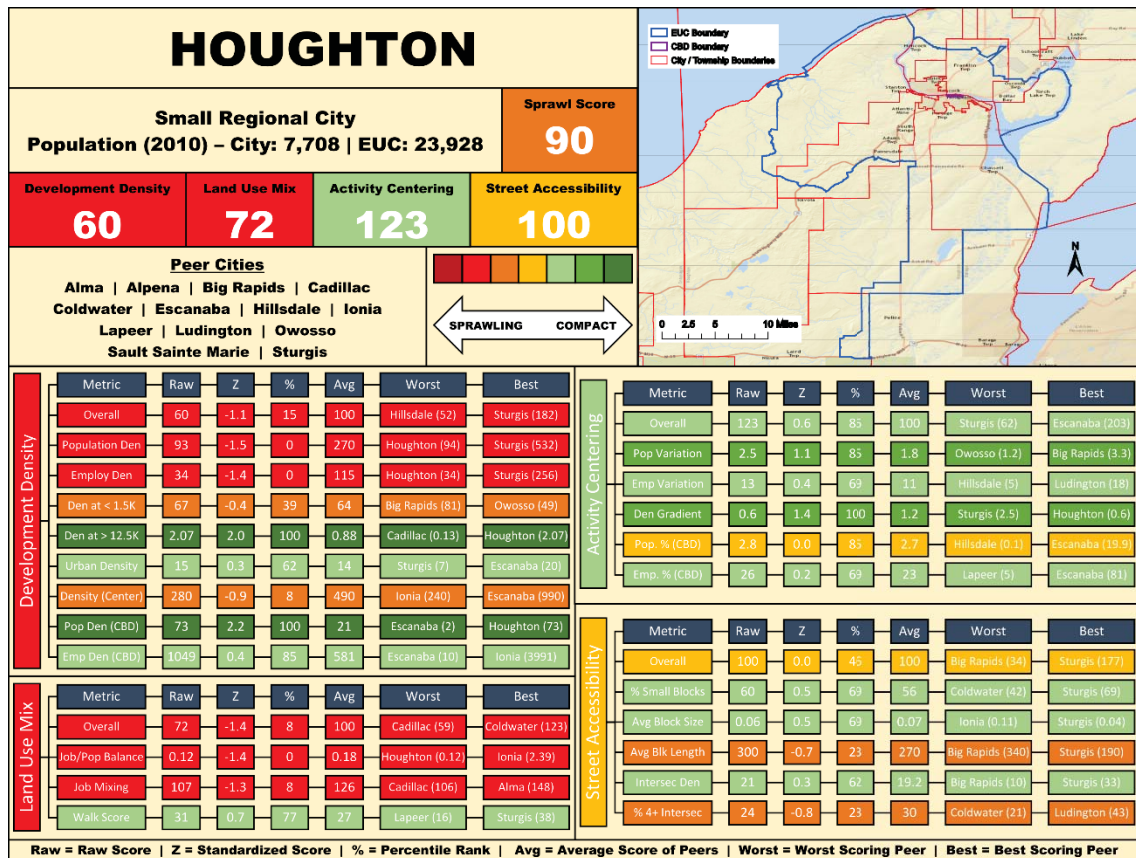 HOUGHTON
Small Regional City
Population (2010) – City: 7,708 | EUC: 23,928
Sprawl Score
90
Development Density
60
Land Use Mix
72
Activity Centering
123
Street Accessibility
100
Peer Cities
Alma | Alpena | Big Rapids | Cadillac
Coldwater | Escanaba | Hillsdale | Ionia
Lapeer | Ludington | Owosso
Sault Sainte Marie | Sturgis
SPRAWLING COMPACT
EUC Boundary
CBD Boundary
City / Township Boundaries
N
0 2.5 5 10 Miles
Development Density
Metric Raw Z % Avg Worst Best
Overall 60 -1.1 15 100 Hillsdale (52) Sturgis (182)
Population Den 93 -1.5 0 270 Houghton (94) Sturgis (532)
Employ Den 34 -1.4 0 115 Houghton (34) Sturgis (256)
Den at < 1.5K 67 -0.4 39 64 Big Rapids (81) Owosso (49)
Den at > 12.5K 2.07 2.0 100 0.88 Cadillac (0.13) Houghton (2.07)
Urban Density 15 0.3 62 14 Sturgis (7) Escanaba (20)
Density (Center) 280 -0.9 8 490 Ionia (240) Escanaba (990)
Pop Den (CBD) 73 2.2 100 21 Escanaba (2) Houghton (73)
Emp Den (CBD) 1049 0.4 85 581 Escanaba (10) Ionia (3991)
Land Use Mix
Metric Raw Z % Avg Worst Best
Overall 72 -1.4 8 100 Cadillac (59) Coldwater (123)
Job/Pop Balance 0.12 -1.4 0 0.18 Houghton (0.12) Ionia (2.39)
Job Mixing 107 -1.3 8 126 Cadillac (106) Alma (148)
Walk Score 31 0.7 77 27 Lapeer (16) Sturgis (38)
Activity Centering
Metric Raw Z % Avg Worst Best
Overall 123 0.6 85 100 Sturgis (62) Escanaba (203)
Pop Variation 2.5 1.1 85 1.8 Owosso (1.2) Big Rapids (3.3)
Emp Variation 13 0.4 69 11 Hillsdale (5) Ludington (18)
Den Gradient 0.6 1.4 100 1.2 Sturgis (2.5) Houghton (0.6)
Pop. % (CBD) 2.8 0.0 85 2.7 Hillsdale (0.1) Escanaba (19.9)
Emp. % (CBD) 26 0.2 69 23 Lapeer (5) Escanaba (81)
Street Accessibility
Metric Raw Z % Avg Worst Best
Overall 100 0.0 46 100 Big Rapids (34) Sturgis (177)
% Small Blocks 60 0.5 69 56 Coldwater (42) Sturgis (69)
Avg Block Size 0.06 0.5 69 0.07 Ionia (0.11) Sturgis (0.04)
Avg Blk Length 300 -0.7 23 270 Big Rapids (340) Sturgis (190)
Intersec Den 21 0.3 62 19.2 Big Rapids (10) Sturgis (33)
% 4+ Intersec 24 -0.8 23 30 Coldwater (21) Ludington (43)
Raw = Raw Score | Z = Standardized Score | % = Percentile Rank | Avg = Average Score of Peers | Worst = Worst Scoring Peer | Best = Best Scoring Peer